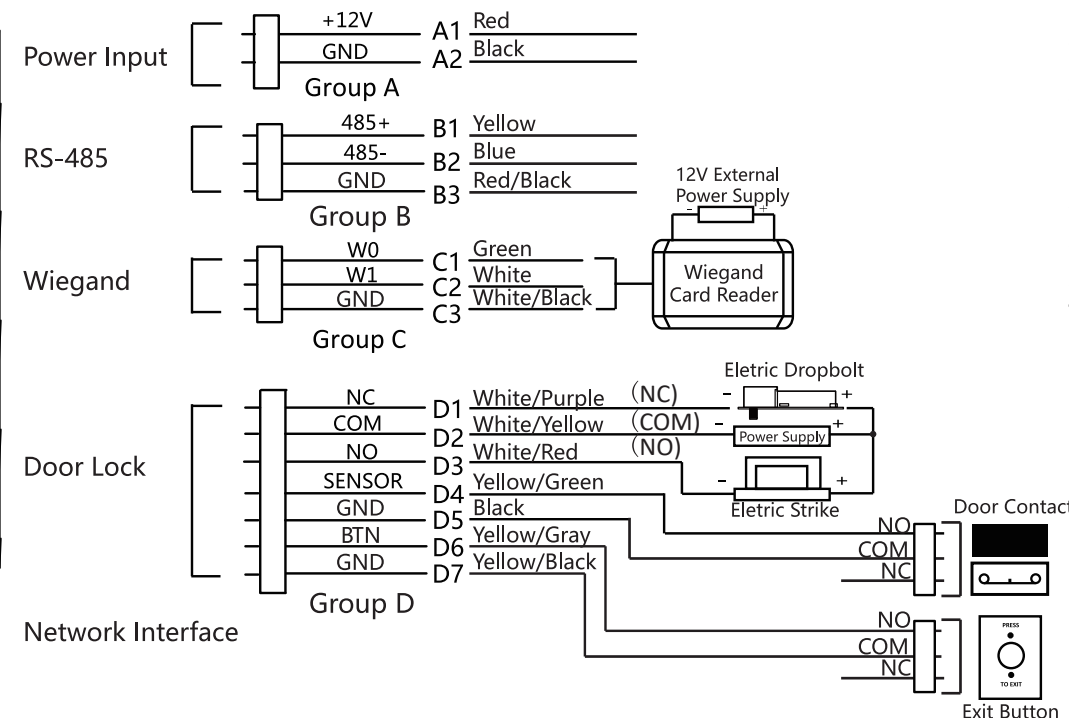 Power Input
+12V
A1
Red
GND
A2
Black
Group A
RS-485
485+
B1
Yellow
485-
B2
Blue
GND
B3
Red/Black
Group B
12V External
Power Supply
- +
Wiegand
W0
C1
Green
W1
C2
White
GND
C3
White/Black
Group C
Wiegand
Card Reader
Door Lock
NC
D1
White/Purple
(NC)
COM
D2
White/Yellow
(COM)
NO
D3
White/Red
(NO)
SENSOR
D4
Yellow/Green
GND
D5
Black
BTN
D6
Yellow/Gray
GND
D7
Yellow/Black
Group D
Eletric Dropbolt
- +
- +
Power Supply
- +
Eletric Strike
Door Contact
NO
COM
NC
NO
COM
NC
PRESS
TO EXIT
Exit Button
Network Interface